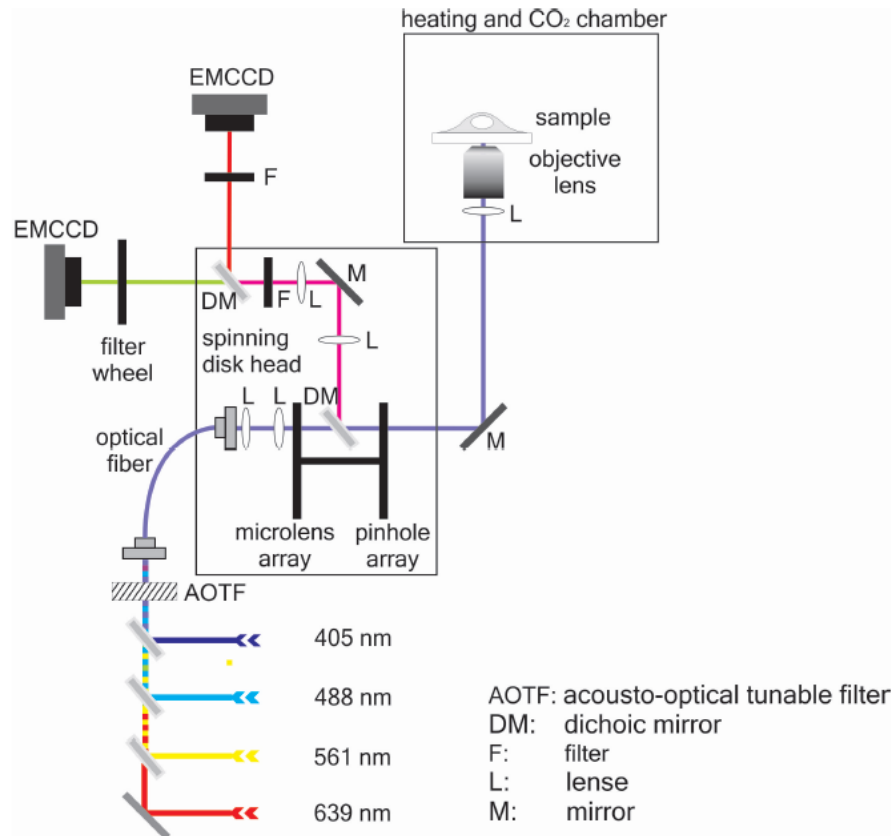 heating and CO₂ chamber
EMCCD
sample
objective
lens
F
L
EMCCD
M
DM
F
L
spinning
disk head
L
filter
wheel
L
L
DM
optical
fiber
M
microlens
array
pinhole
array
AOTF
405 nm
488 nm
561 nm
639 nm
AOTF: acousto-optical tunable filter
DM: dichoic mirror
F: filter
L: lense
M: mirror